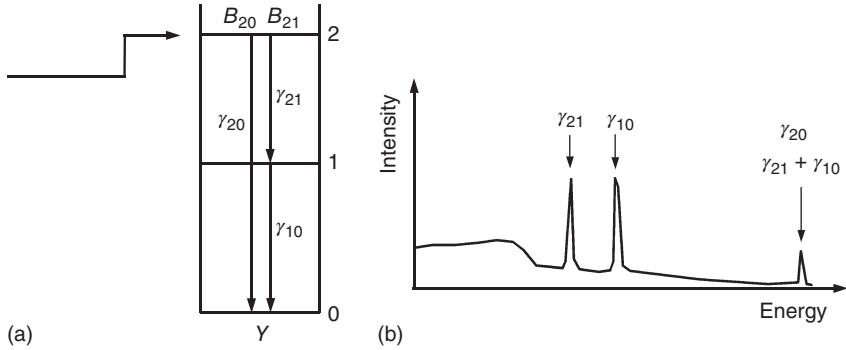 B₂₀ B₂₁
2
γ₂₁
γ₂₀
1
γ₁₀
0
Y
(a)
Intensity
γ₂₁
γ₁₀
γ₂₀
γ₂₁ + γ₁₀
Energy
(b)